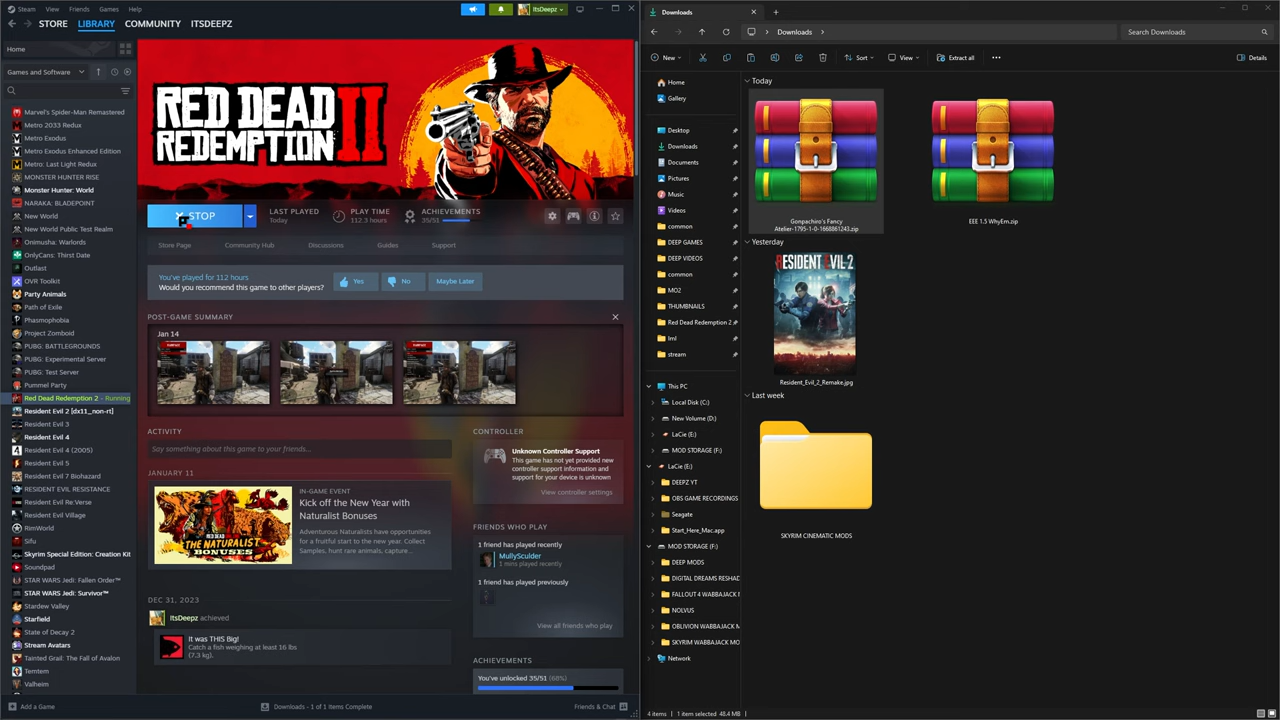 Steam View Friends Games Help
ItsDeepz
STORE LIBRARY COMMUNITY ITSDEEPZ
Home
Games and Software
Marvel's Spider-Man Remastered
Metro 2033 Redux
Metro Exodus
Metro Exodus Enhanced Edition
Metro: Last Light Redux
MONSTER HUNTER RISE
Monster Hunter: World
NARAKA: BLADEPOINT
New World
New World Public Test Realm
Onimusha: Warlords
OnlyCans: Thirst Date
Outlast
OVR Toolkit
Party Animals
Path of Exile
Phasmophobia
Project Zomboid
PUBG: BATTLEGROUNDS
PUBG: Experimental Server
PUBG: Test Server
Pummel Party
Red Dead Redemption 2 - Running
Resident Evil 2 [dx11_non-rt]
Resident Evil 3
Resident Evil 4
Resident Evil 4 (2005)
Resident Evil 5
Resident Evil 7 Biohazard
RESIDENT EVIL RESISTANCE
Resident Evil Re:Verse
Resident Evil Village
RimWorld
Sifu
Skyrim Special Edition: Creation Kit
Soundpad
STAR WARS Jedi: Fallen Order™
STAR WARS Jedi: Survivor™
Stardew Valley
Starfield
State of Decay 2
Stream Avatars
Tainted Grail: The Fall of Avalon
Temtem
Valheim
Add a Game
RED DEAD
REDEMPTION II
STOP
LAST PLAYED
Today
PLAY TIME
112.3 hours
ACHIEVEMENTS
35/51
Store Page Community Hub Discussions Guides Support
You've played for 112 hours
Would you recommend this game to other players?
Yes No Maybe Later
POST-GAME SUMMARY
Jan 14
ACTIVITY
Say something about this game to your friends...
JANUARY 11
IN-GAME EVENT
Kick off the New Year with
Naturalist Bonuses
Adventurous Naturalists have opportunities
for a fruitful start to the new year. Collect
Samples, hunt rare animals, capture...
THE NATURALIST
BONUSES
DEC 31, 2023
ItsDeepz achieved
It was THIS Big!
Catch a fish weighing at least 16 lbs
(7.3 kg).
CONTROLLER
Unknown Controller Support
This game has not yet provided new
controller support information and
support for your device is unknown
View controller settings
FRIENDS WHO PLAY
1 friend has played recently
MullySculder
1 mins played recently
1 friend has played previously
View all friends who play
ACHIEVEMENTS
You've unlocked 35/51 (68%)
Downloads - 1 of 1 Items Complete
Friends & Chat
Downloads
Downloads
Search Downloads
New Sort View Extract all Details
Home
Gallery
Desktop
Downloads
Documents
Pictures
Music
Videos
common
DEEP GAMES
DEEP VIDEOS
common
MO2
THUMBNAILS
Red Dead Redemption 2
lml
stream
This PC
Local Disk (C:)
New Volume (D:)
LaCie (E:)
MOD STORAGE (F:)
LaCie (E:)
DEEPZ YT
OBS GAME RECORDINGS
Seagate
Start_Here_Mac.app
MOD STORAGE (F:)
DEEP MODS
DIGITAL DREAMS RESHAD
FALLOUT 4 WABBAJACK M
NOLVUS
OBLIVION WABBAJACK M
SKYRIM WABBAJACK MO
Network
Today
Gonpachiro's Fancy
Atelier-1795-1-0-1668861243.zip
EEE 1.5 WhyEm.zip
Yesterday
RESIDENT EVIL 2
Resident_Evil_2_Remake.jpg
Last week
SKYRIM CINEMATIC MODS
4 items 1 item selected 48.4 MB